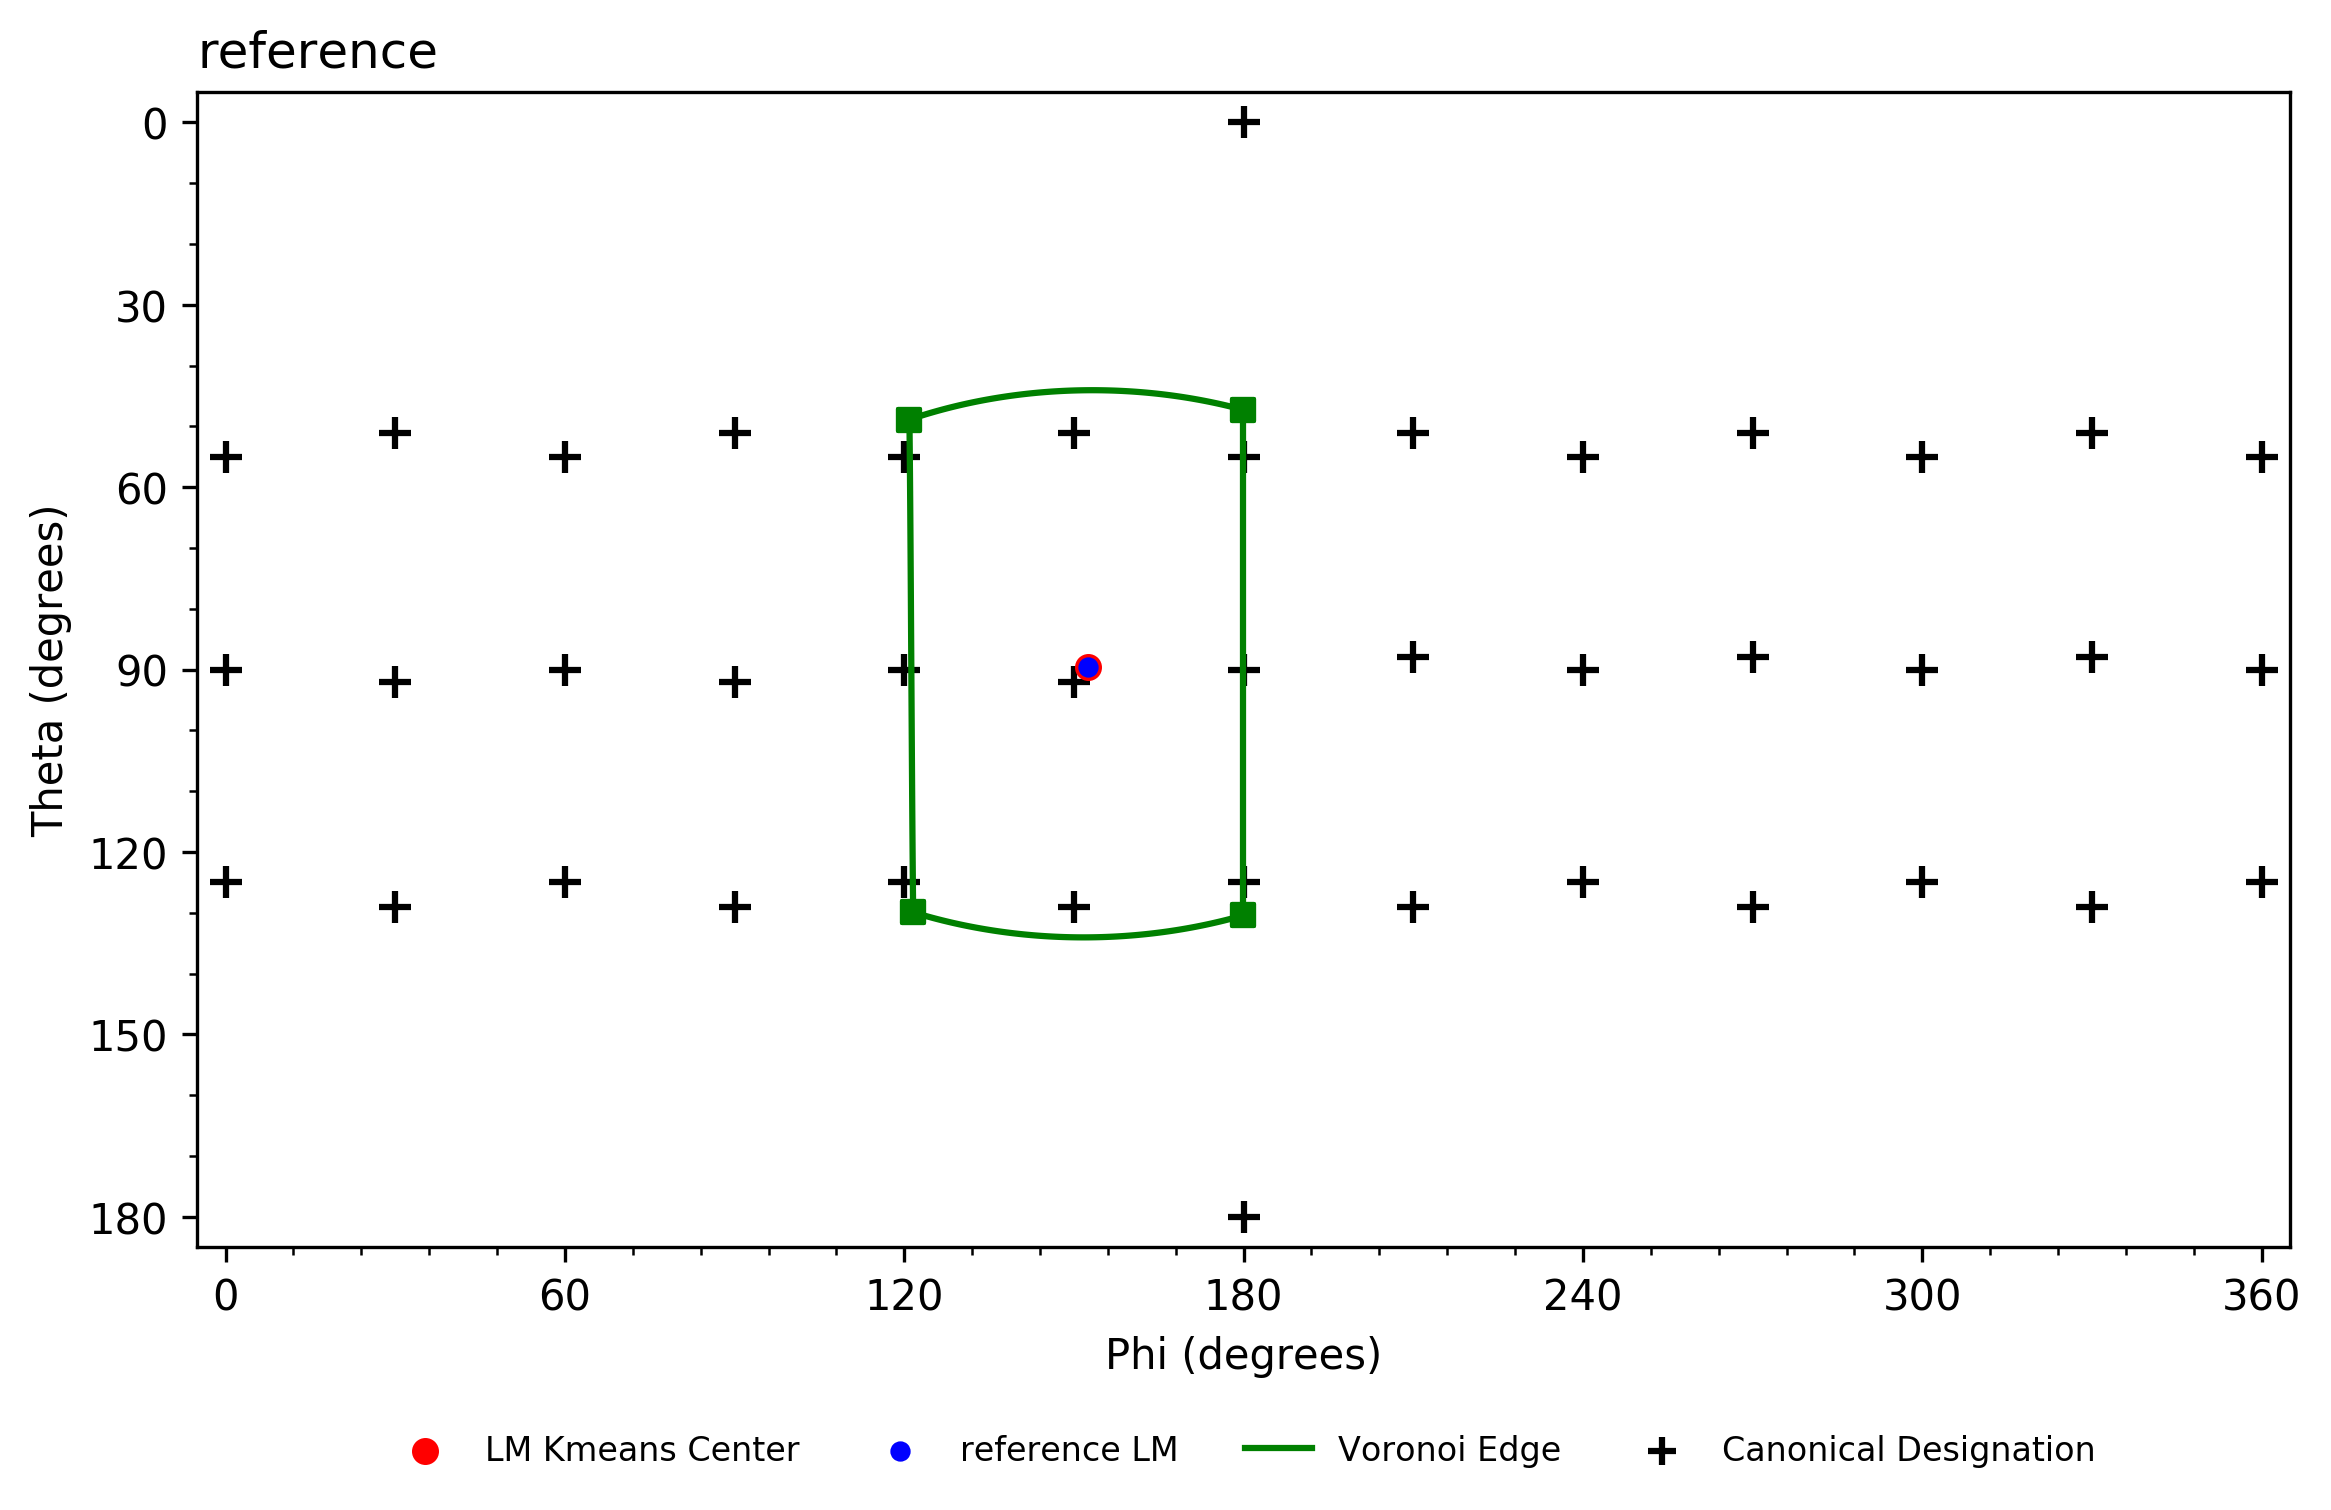 reference
0
30
60
90
120
150
180
Theta (degrees)
0 60 120 180 240 300 360
Phi (degrees)
LM Kmeans Center reference LM Voronoi Edge Canonical Designation